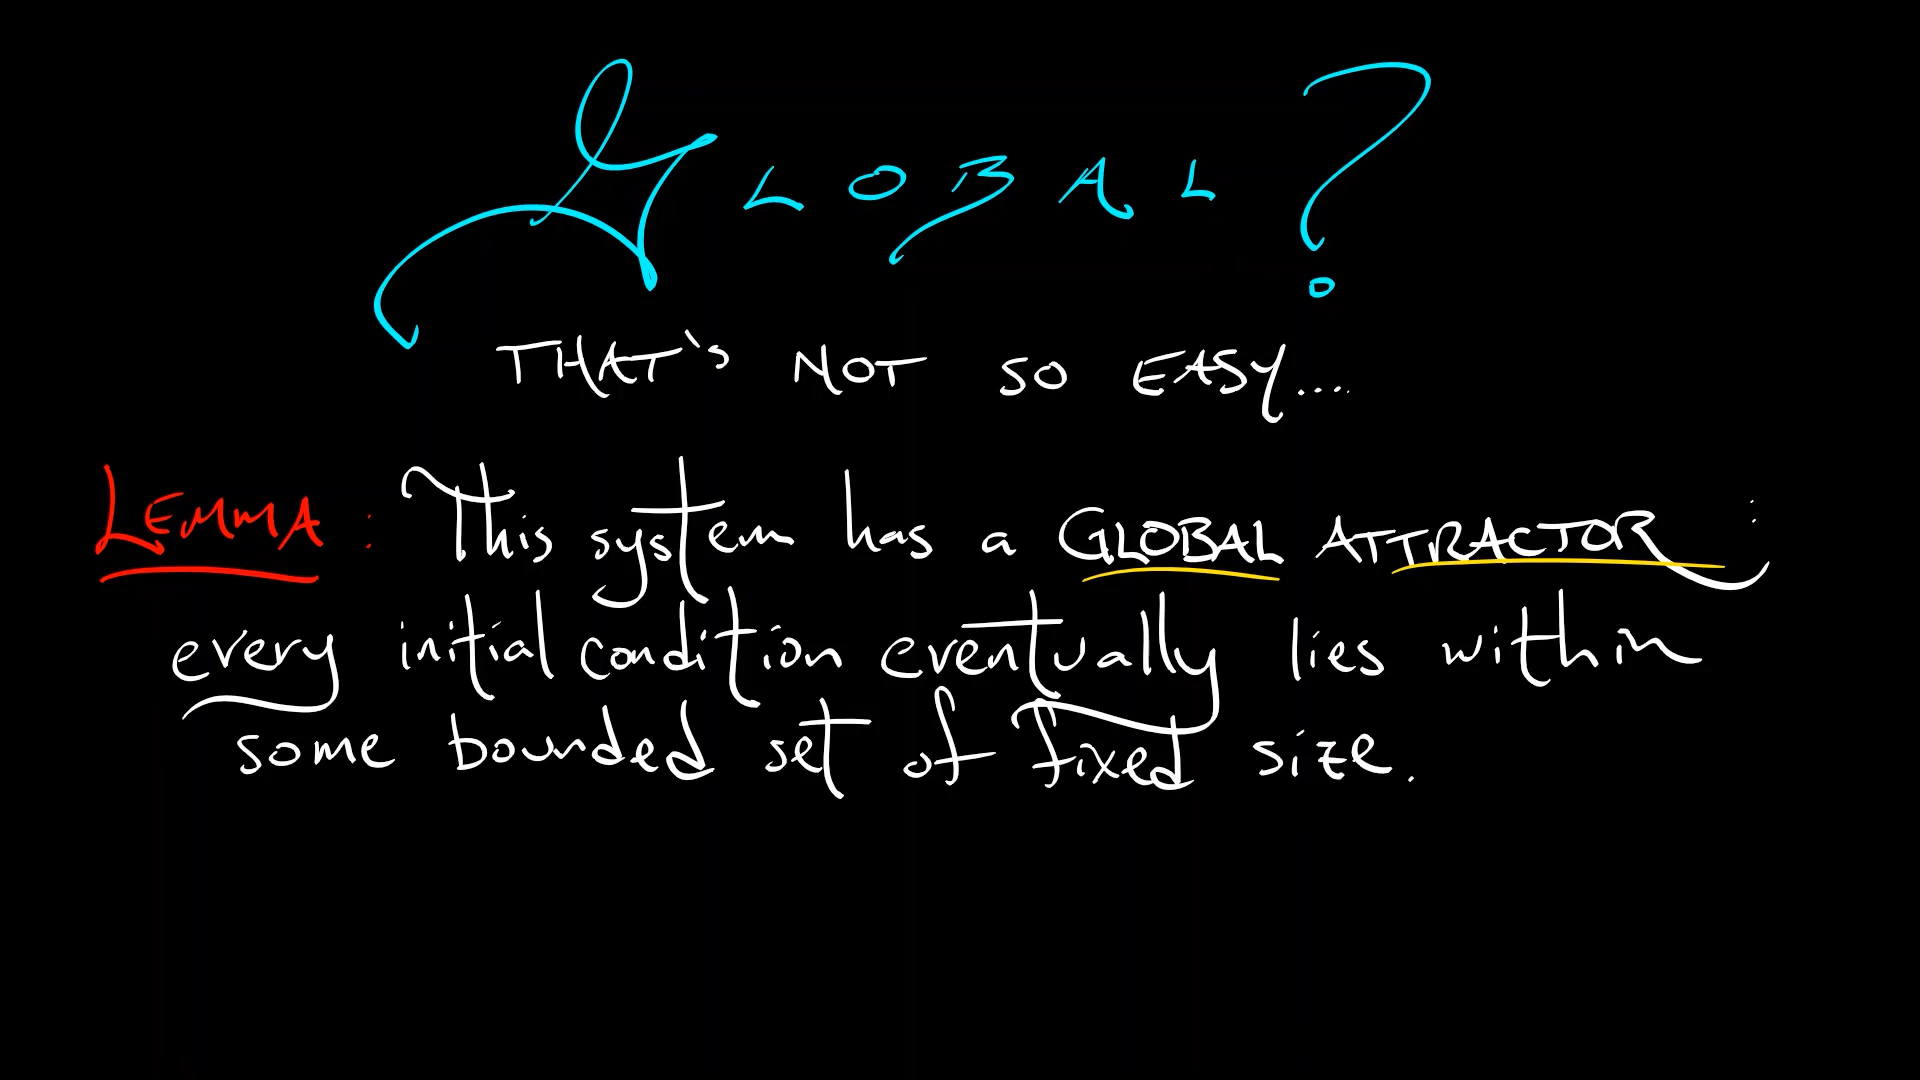 GLOBAL?
THAT'S NOT SO EASY....
LEMMA: This system has a GLOBAL ATTRACTOR:
every initial condition eventually lies within
some bounded set of fixed size.